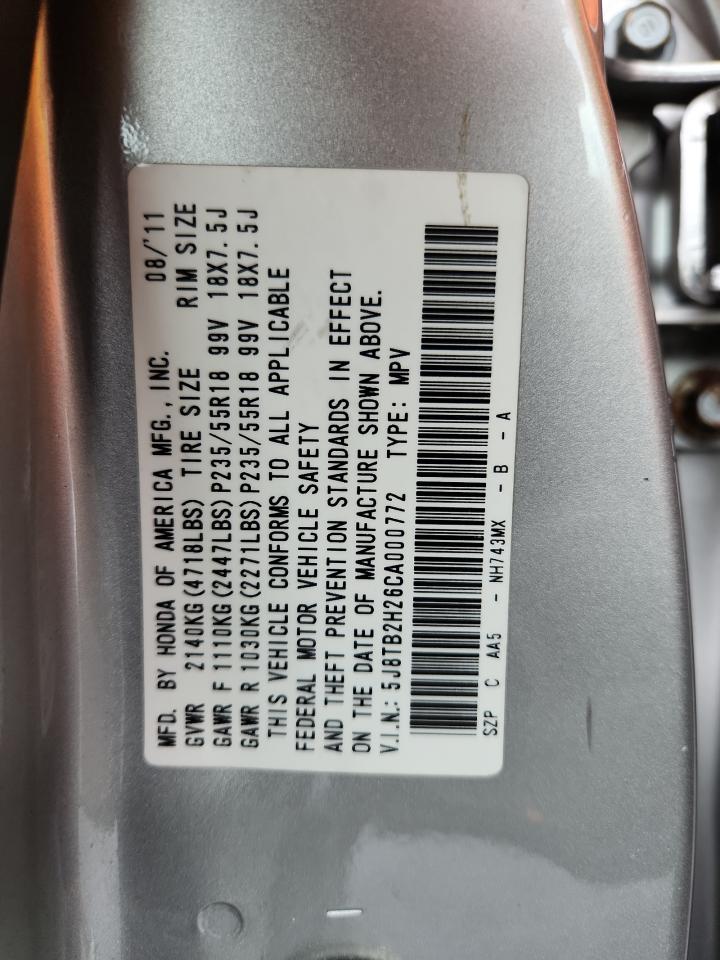 MFD. BY HONDA OF AMERICA MFG., INC. 08/'11
GVWR 2140KG(4718LBS) TIRE SIZE RIM SIZE
GAWR F 1110KG(2447LBS)P235/55R18 99V 18X7.5J
GAWR R 1030KG(2271LBS)P235/55R18 99V 18X7.5J
THIS VEHICLE CONFORMS TO ALL APPLICABLE
FEDERAL MOTOR VEHICLE SAFETY
AND THEFT PREVENTION STANDARDS IN EFFECT
ON THE DATE OF MANUFACTURE SHOWN ABOVE.
V.I.N.: 5J8TB2H26CA000772 TYPE: MPV
SZP C AA5 - NH743MX - B - A